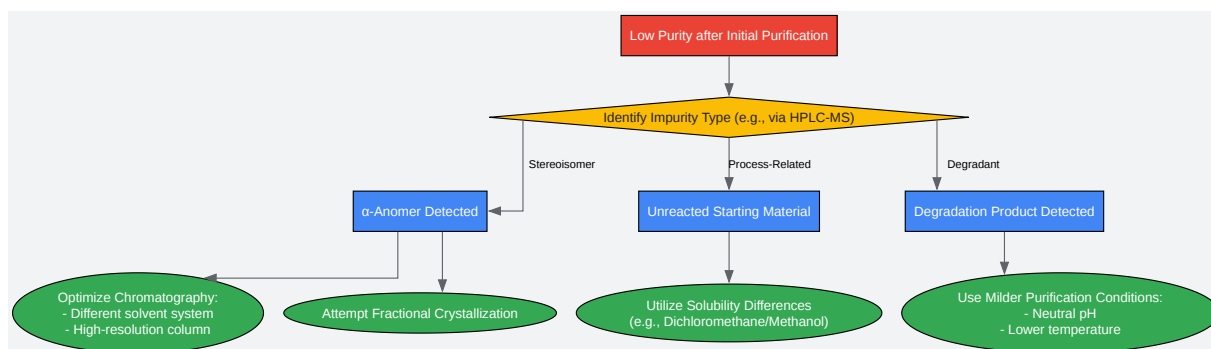 Low Purity after Initial Purification
Identify Impurity Type (e.g., via HPLC-MS)
Stereoisomer
Process-Related
Degradant
α-Anomer Detected
Unreacted Starting Material
Degradation Product Detected
Optimize Chromatography:
- Different solvent system
- High-resolution column
Attempt Fractional Crystallization
Utilize Solubility Differences
(e.g., Dichloromethane/Methanol)
Use Milder Purification Conditions:
- Neutral pH
- Lower temperature